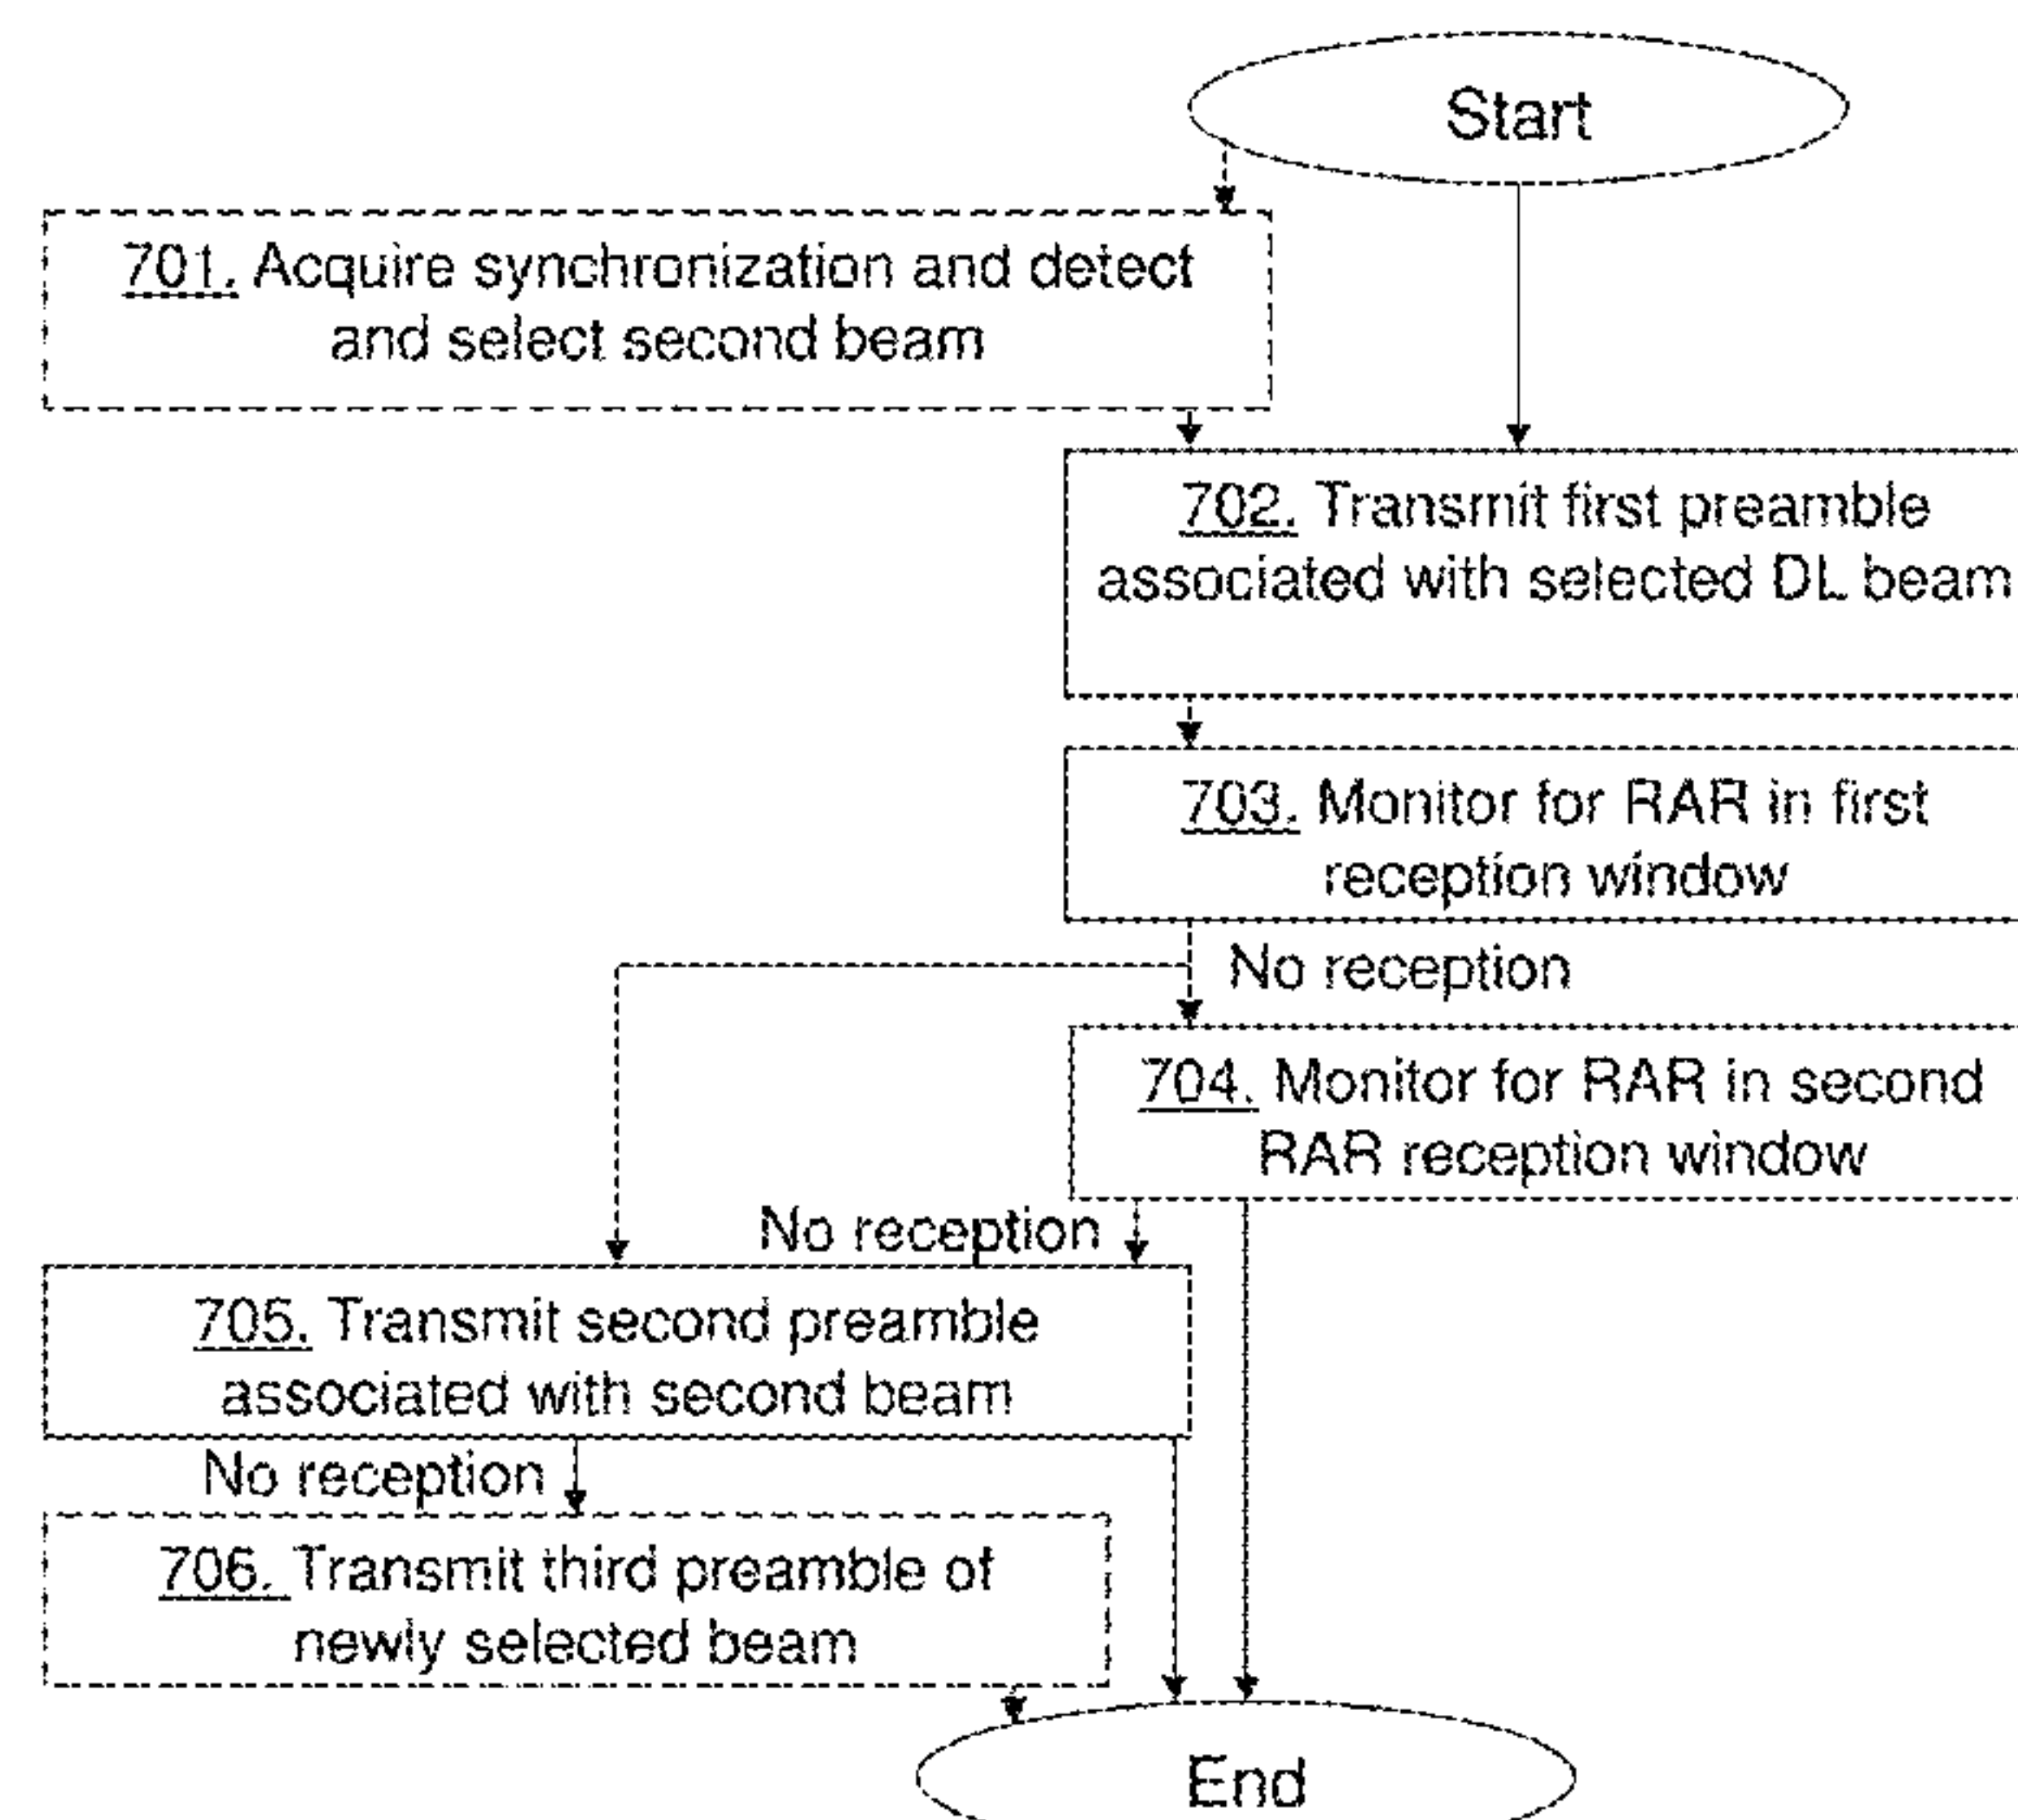 Start
701. Acquire synchronization and detect
and select second beam
702. Transmit first preamble
associated with selected DL beam
703. Monitor for RAR in first
reception window
No reception
704. Monitor for RAR in second
RAR reception window
No reception
705. Transmit second preamble
associated with second beam
No reception
706. Transmit third preamble of
newly selected beam
End